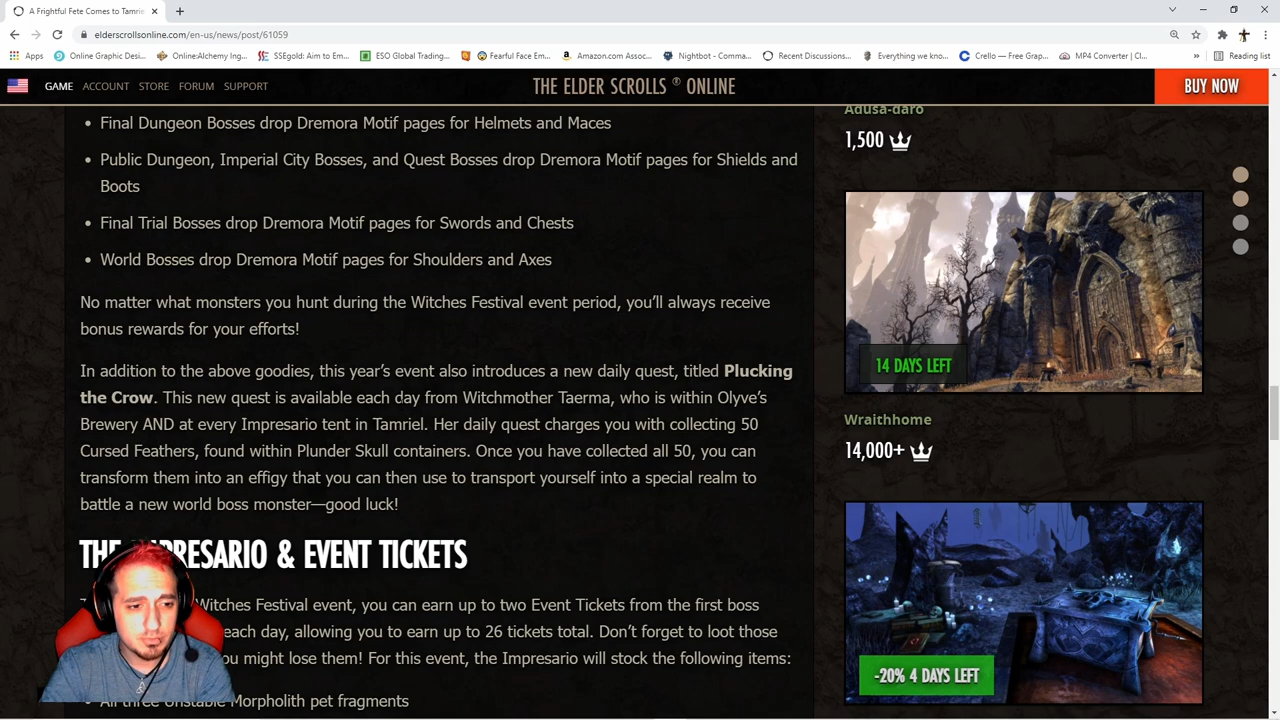 A Frightful Fete Comes to Tamrie
elderscrollsonline.com/en-us/news/post/61059
Apps
Online Graphic Desi...
Online:Alchemy Ing...
SSEgold: Aim to Em...
ESO Global Trading...
Fearful Face Em...
Amazon.com Assoc...
Nightbot - Comma...
Recent Discussions...
Everything we kno...
Crello — Free Grap...
MP4 Converter | Cl...
»
Reading list
GAME
ACCOUNT
STORE
FORUM
SUPPORT
THE ELDER SCROLLS ® ONLINE
BUY NOW
• Final Dungeon Bosses drop Dremora Motif pages for Helmets and Maces
• Public Dungeon, Imperial City Bosses, and Quest Bosses drop Dremora Motif pages for Shields and
Boots
• Final Trial Bosses drop Dremora Motif pages for Swords and Chests
• World Bosses drop Dremora Motif pages for Shoulders and Axes
No matter what monsters you hunt during the Witches Festival event period, you’ll always receive
bonus rewards for your efforts!
In addition to the above goodies, this year’s event also introduces a new daily quest, titled Plucking
the Crow. This new quest is available each day from Witchmother Taerma, who is within Olyve’s
Brewery AND at every Impresario tent in Tamriel. Her daily quest charges you with collecting 50
Cursed Feathers, found within Plunder Skull containers. Once you have collected all 50, you can
transform them into an effigy that you can then use to transport yourself into a special realm to
battle a new world boss monster—good luck!
THE IMPRESARIO & EVENT TICKETS
Witches Festival event, you can earn up to two Event Tickets from the first boss
each day, allowing you to earn up to 26 tickets total. Don’t forget to loot those
you might lose them! For this event, the Impresario will stock the following items:
• All three Unstable Morpholith pet fragments
Adusa-daro
1,500
14 DAYS LEFT
Wraithhome
14,000+
-20% 4 DAYS LEFT